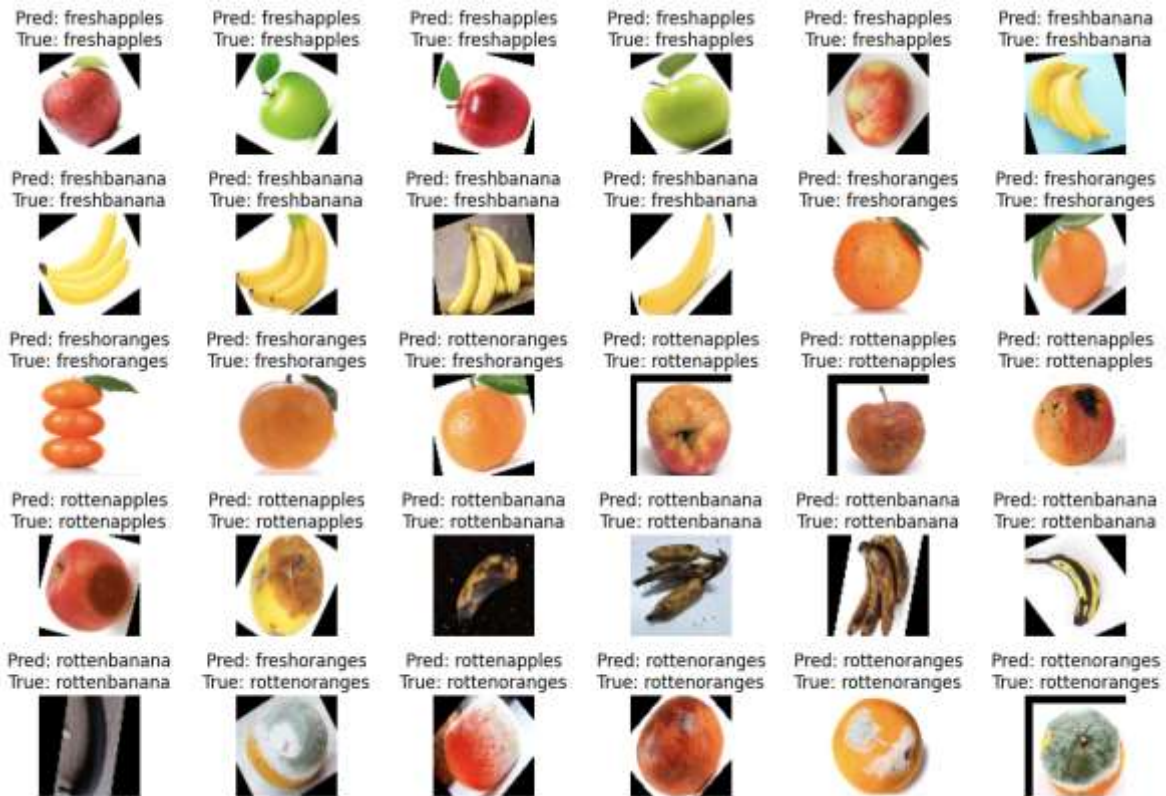 Pred: freshapples
True: freshapples
Pred: freshapples
True: freshapples
Pred: freshapples
True: freshapples
Pred: freshapples
True: freshapples
Pred: freshapples
True: freshapples
Pred: freshbanana
True: freshbanana
Pred: freshbanana
True: freshbanana
Pred: freshbanana
True: freshbanana
Pred: freshbanana
True: freshbanana
Pred: freshbanana
True: freshbanana
Pred: freshoranges
True: freshoranges
Pred: freshoranges
True: freshoranges
Pred: freshoranges
True: freshoranges
Pred: freshoranges
True: freshoranges
Pred: rottenoranges
True: freshoranges
Pred: rottenapples
True: rottenapples
Pred: rottenapples
True: rottenapples
Pred: rottenapples
True: rottenapples
Pred: rottenapples
True: rottenapples
Pred: rottenapples
True: rottenapples
Pred: rottenbanana
True: rottenbanana
Pred: rottenbanana
True: rottenbanana
Pred: rottenbanana
True: rottenbanana
Pred: rottenbanana
True: rottenbanana
Pred: rottenbanana
True: rottenbanana
Pred: freshoranges
True: rottenoranges
Pred: rottenapples
True: rottenoranges
Pred: rottenoranges
True: rottenoranges
Pred: rottenoranges
True: rottenoranges
Pred: rottenoranges
True: rottenoranges